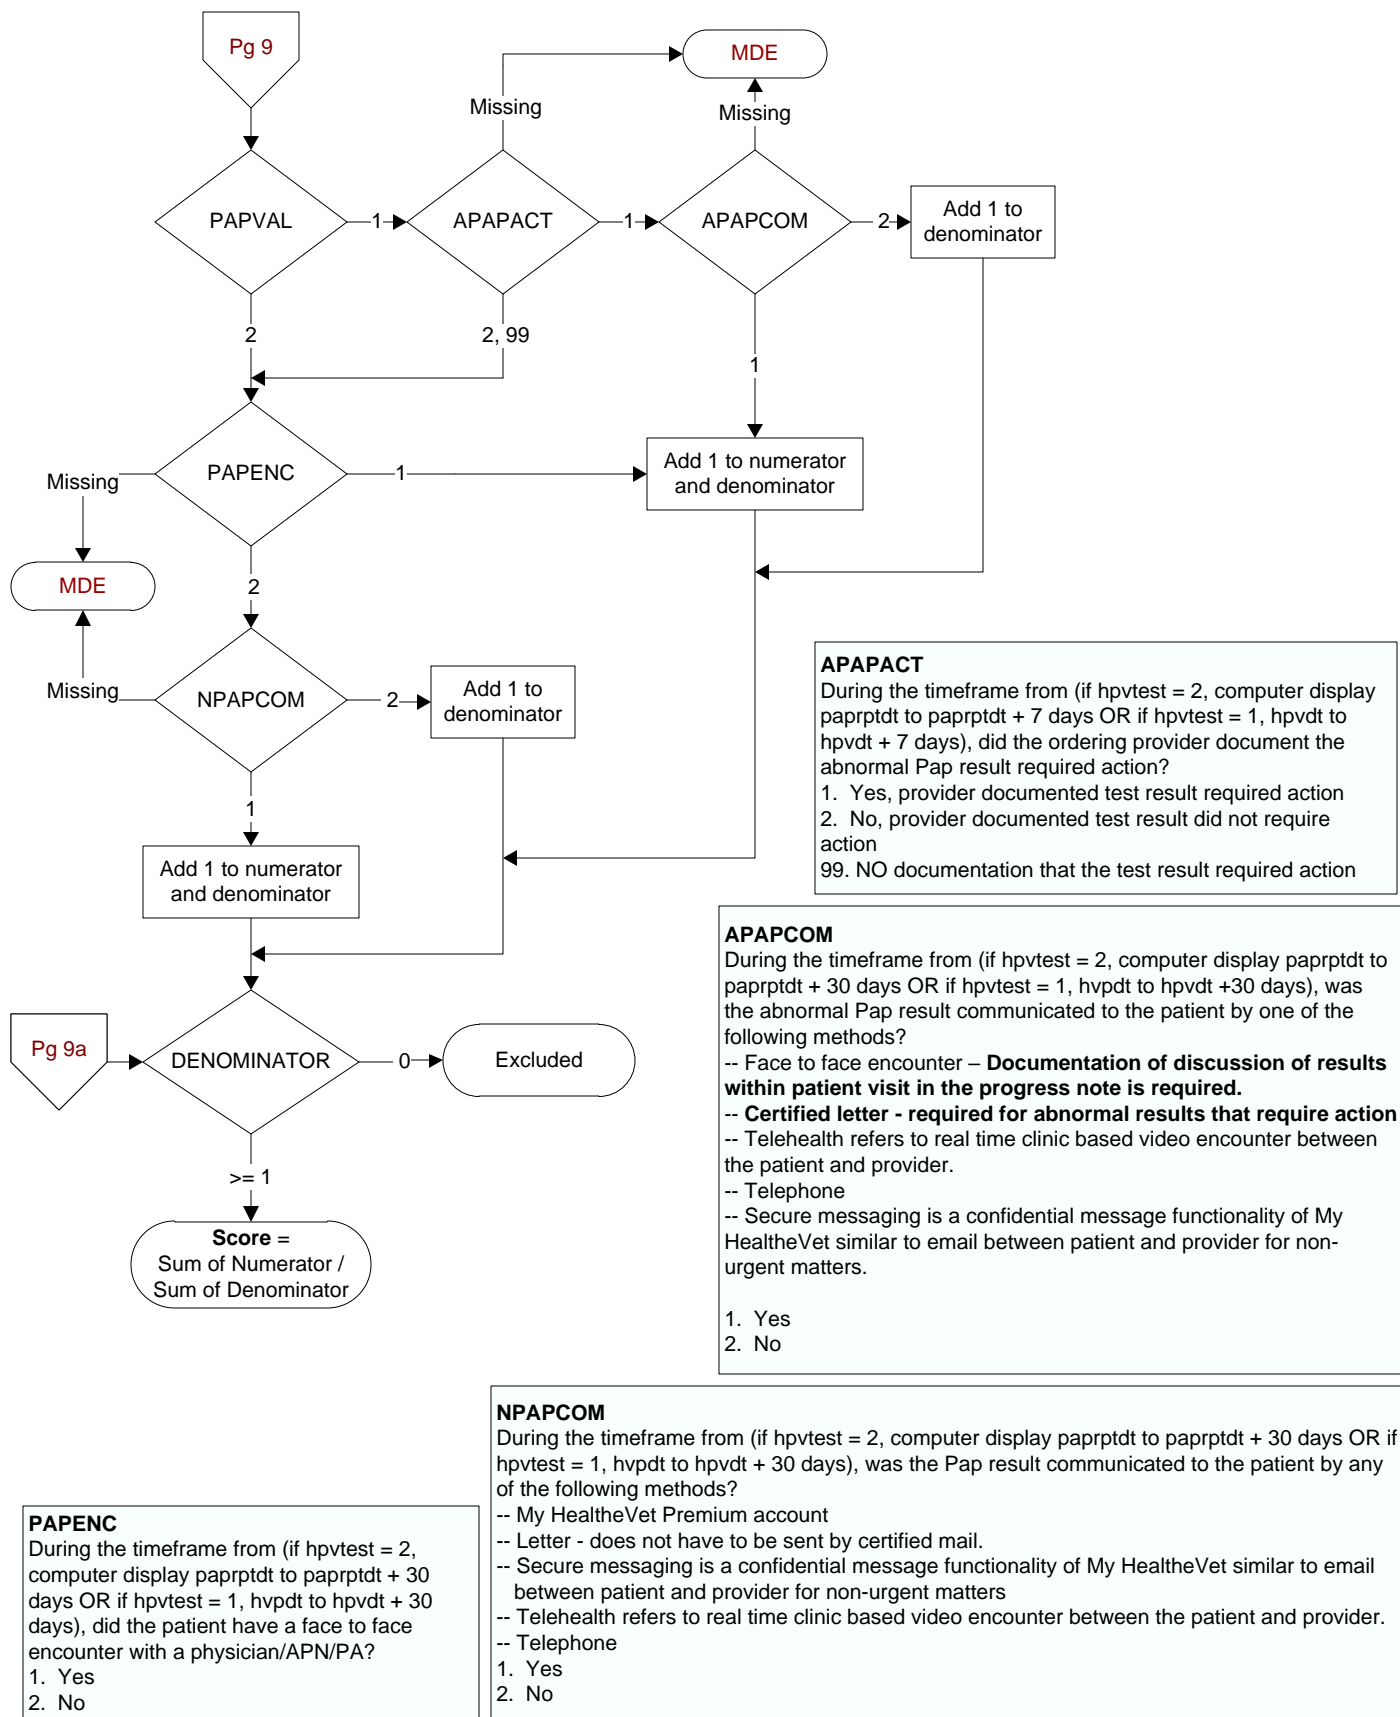 Pg 9
MDE
Missing
Missing
PAPVAL
1
APAPACT
1
APAPCOM
2
Add 1 to
denominator
2
2, 99
1
PAPENC
1
Add 1 to numerator
and denominator
Missing
MDE
2
Missing
NPAPCOM
2
Add 1 to
denominator
1
Add 1 to numerator
and denominator
Pg 9a
DENOMINATOR
0
Excluded
>= 1
Score =
Sum of Numerator /
Sum of Denominator
APAPACT
During the timeframe from (if hpvtest = 2, computer display
paprptdt to paprptdt + 7 days OR if hpvtest = 1, hpvdt to
hpvdt + 7 days), did the ordering provider document the
abnormal Pap result required action?
1. Yes, provider documented test result required action
2. No, provider documented test result did not require
action
99. NO documentation that the test result required action
APAPCOM
During the timeframe from (if hpvtest = 2, computer display paprptdt to
paprptdt + 30 days OR if hpvtest = 1, hvpdt to hpvdt +30 days), was
the abnormal Pap result communicated to the patient by one of the
following methods?
-- Face to face encounter – Documentation of discussion of results
within patient visit in the progress note is required.
-- Certified letter - required for abnormal results that require action
-- Telehealth refers to real time clinic based video encounter between
the patient and provider.
-- Telephone
-- Secure messaging is a confidential message functionality of My
HealtheVet similar to email between patient and provider for non-
urgent matters.
1. Yes
2. No
NPAPCOM
During the timeframe from (if hpvtest = 2, computer display paprptdt to paprptdt + 30 days OR if
hpvtest = 1, hvpdt to hpvdt + 30 days), was the Pap result communicated to the patient by any
of the following methods?
-- My HealtheVet Premium account
-- Letter - does not have to be sent by certified mail.
-- Secure messaging is a confidential message functionality of My HealtheVet similar to email
between patient and provider for non-urgent matters
-- Telehealth refers to real time clinic based video encounter between the patient and provider.
-- Telephone
1. Yes
2. No
PAPENC
During the timeframe from (if hpvtest = 2,
computer display paprptdt to paprptdt + 30
days OR if hpvtest = 1, hvpdt to hpvdt + 30
days), did the patient have a face to face
encounter with a physician/APN/PA?
1. Yes
2. No